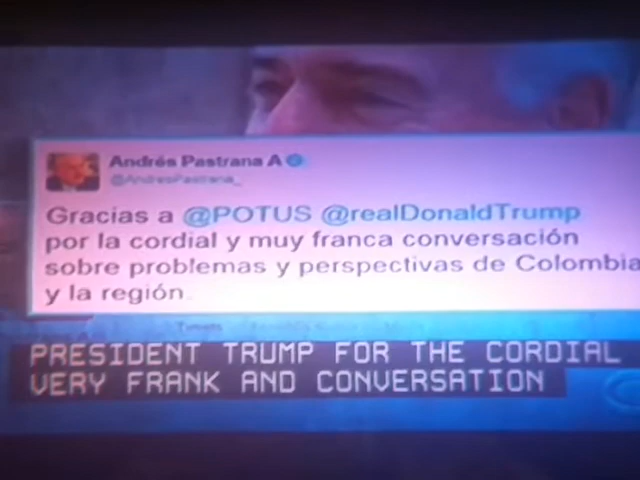 Andrés Pastrana A
@AndresPastrana_
Gracias a @POTUS @realDonaldTrump
por la cordial y muy franca conversación
sobre problemas y perspectivas de Colombia
y la región.
Tweets
PRESIDENT TRUMP FOR THE CORDIAL
VERY FRANK AND CONVERSATION